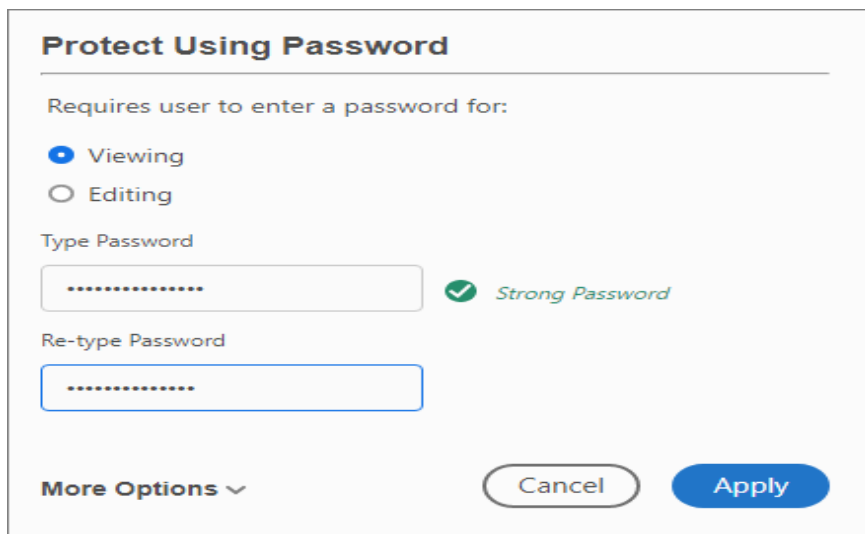 Protect Using Password
Requires user to enter a password for:
Viewing
Editing
Type Password
••••••••••••••• Strong Password
Re-type Password
••••••••••••••
More Options Cancel Apply